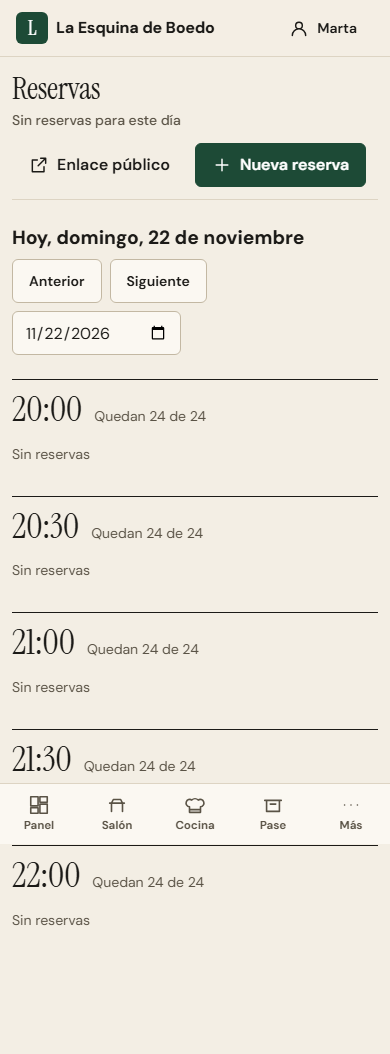 L La Esquina de Boedo Marta
Reservas
Sin reservas para este día
Enlace público Nueva reserva
Hoy, domingo, 22 de noviembre
Anterior Siguiente
11/22/2026
20:00 Quedan 24 de 24
Sin reservas
20:30 Quedan 24 de 24
Sin reservas
21:00 Quedan 24 de 24
Sin reservas
21:30 Quedan 24 de 24
Panel Salón Cocina Pase Más
22:00 Quedan 24 de 24
Sin reservas